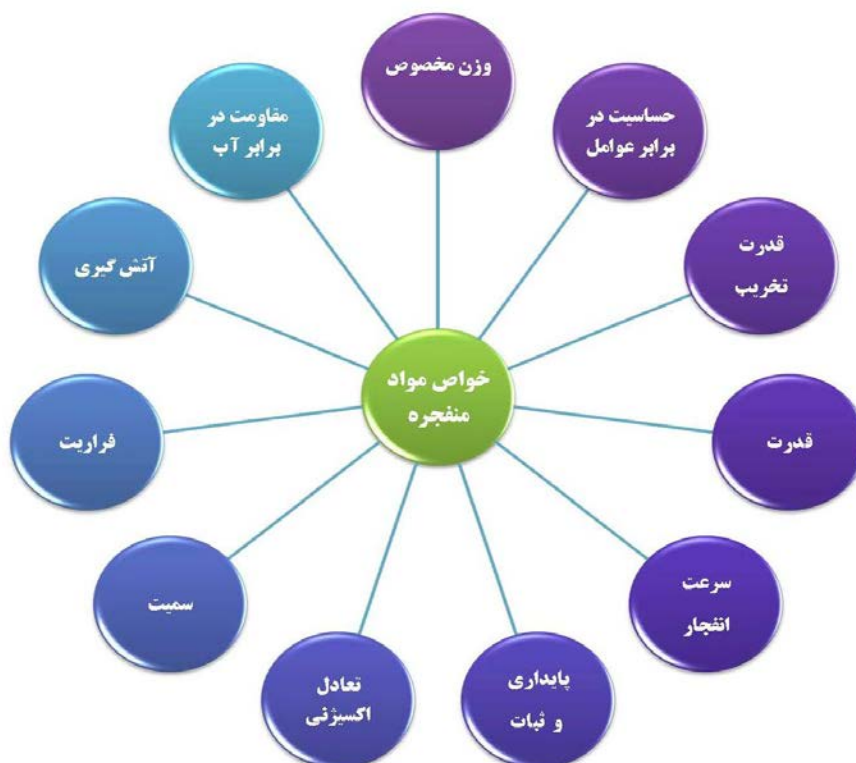 خواص مواد
منفجره
وزن مخصوص
حساسیت در
برابر عوامل
قدرت
تخریب
قدرت
سرعت
انفجار
پایداری
و ثبات
تعادل
اکسیژنی
سمیت
فراریت
آتش گیری
مقاومت در
برابر آب